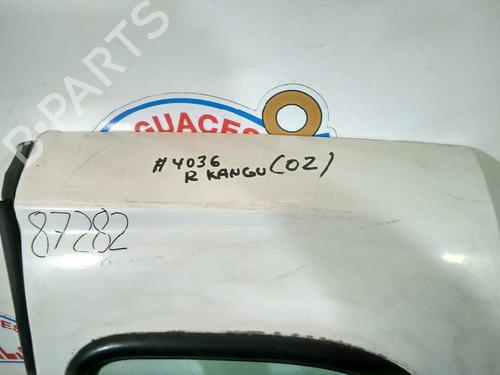 B-PARTS
GUACES
#4036
R KANGU (02)
87282